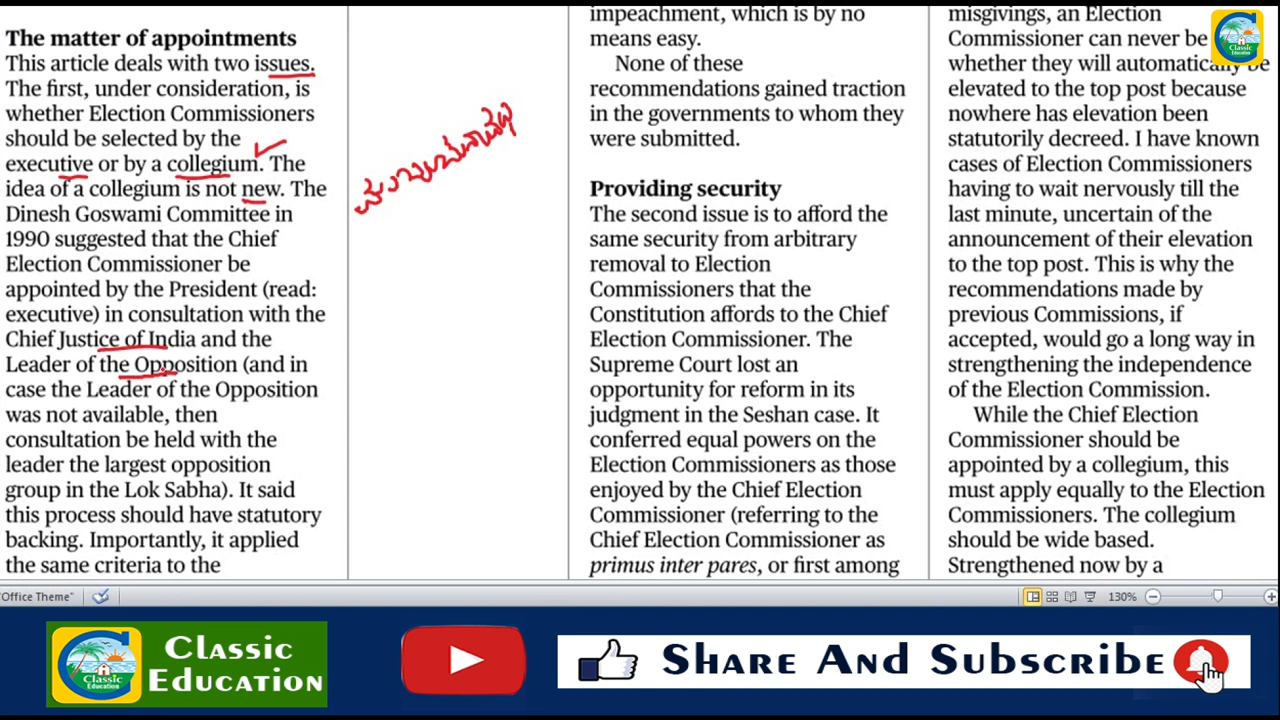 The matter of appointments
This article deals with two issues.
The first, under consideration, is
whether Election Commissioners
should be selected by the
executive or by a collegium. The
idea of a collegium is not new. The
Dinesh Goswami Committee in
1990 suggested that the Chief
Election Commissioner be
appointed by the President (read:
executive) in consultation with the
Chief Justice of India and the
Leader of the Opposition (and in
case the Leader of the Opposition
was not available, then
consultation be held with the
leader the largest opposition
group in the Lok Sabha). It said
this process should have statutory
backing. Importantly, it applied
the same criteria to the
impeachment, which is by no
means easy.
None of these
recommendations gained traction
in the governments to whom they
were submitted.
Providing security
The second issue is to afford the
same security from arbitrary
removal to Election
Commissioners that the
Constitution affords to the Chief
Election Commissioner. The
Supreme Court lost an
opportunity for reform in its
judgment in the Seshan case. It
conferred equal powers on the
Election Commissioners as those
enjoyed by the Chief Election
Commissioner (referring to the
Chief Election Commissioner as
primus inter pares, or first among
misgivings, an Election
Commissioner can never be
whether they will automatically be
elevated to the top post because
nowhere has elevation been
statutorily decreed. I have known
cases of Election Commissioners
having to wait nervously till the
last minute, uncertain of the
announcement of their elevation
to the top post. This is why the
recommendations made by
previous Commissions, if
accepted, would go a long way in
strengthening the independence
of the Election Commission.
While the Chief Election
Commissioner should be
appointed by a collegium, this
must apply equally to the Election
Commissioners. The collegium
should be wide based.
Strengthened now by a
Classic
Education
"Office Theme"
130%
Classic
Education
Classic
Education
Share And Subscribe